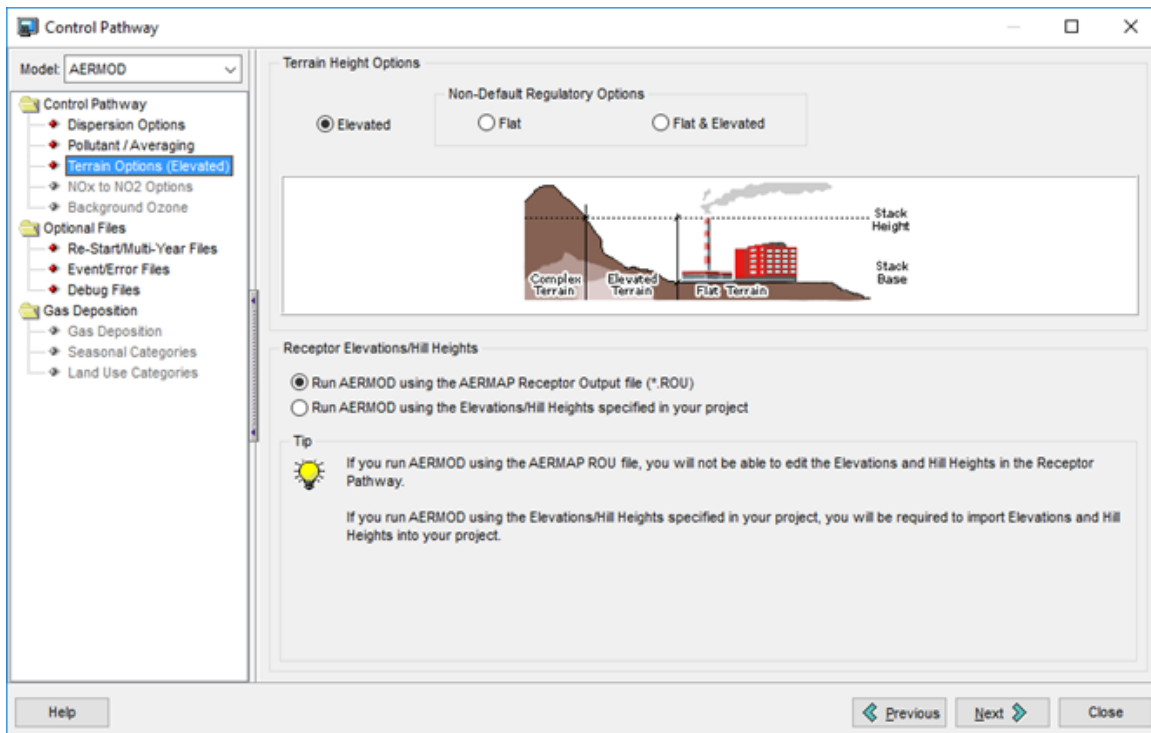 Control Pathway
Model: AERMOD
Control Pathway
Dispersion Options
Pollutant / Averaging
Terrain Options (Elevated)
NOx to NO2 Options
Background Ozone
Optional Files
Re-Start/Multi-Year Files
Event/Error Files
Debug Files
Gas Deposition
Gas Deposition
Seasonal Categories
Land Use Categories
Terrain Height Options
Non-Default Regulatory Options
Elevated
Flat
Flat & Elevated
Stack
Height
Stack
Base
Complex
Terrain
Elevated
Terrain
Flat Terrain
Receptor Elevations/Hill Heights
Run AERMOD using the AERMAP Receptor Output file (*.ROU)
Run AERMOD using the Elevations/Hill Heights specified in your project
Tip
If you run AERMOD using the AERMAP ROU file, you will not be able to edit the Elevations and Hill Heights in the Receptor
Pathway.
If you run AERMOD using the Elevations/Hill Heights specified in your project, you will be required to import Elevations and Hill
Heights into your project.
Help
Previous
Next
Close